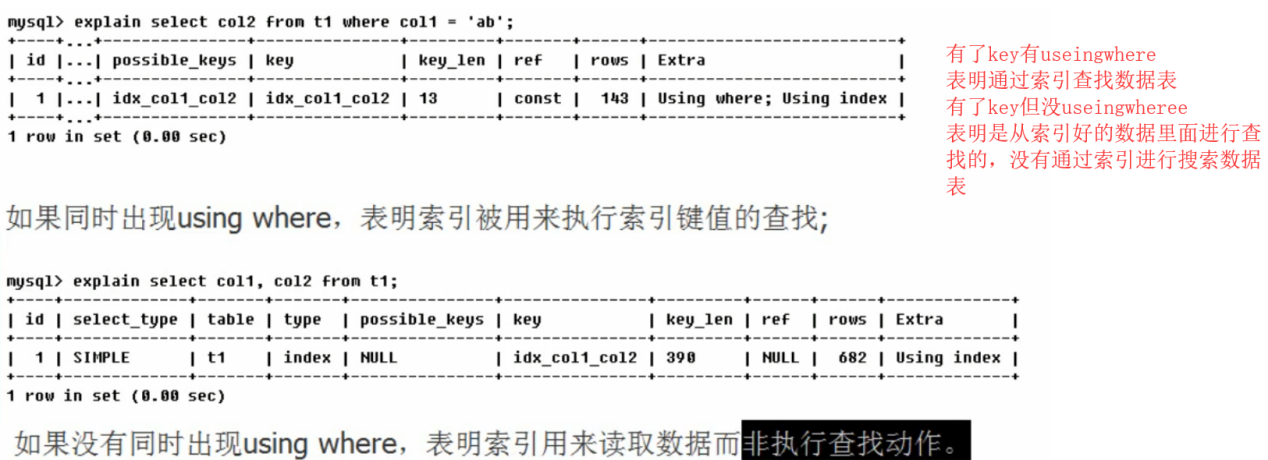 mysql> explain select col2 from t1 where col1 = 'ab';
+----+...+---------------+---------------+---------+-------+------+--------------------------+
| id |...| possible_keys | key           | key_len | ref   | rows | Extra                    |
+----+...+---------------+---------------+---------+-------+------+--------------------------+
|  1 |...| idx_col1_col2 | idx_col1_col2 | 13      | const |  143 | Using where; Using index |
+----+...+---------------+---------------+---------+-------+------+--------------------------+
1 row in set (0.00 sec)
有了key有useingwhere
表明通过索引查找数据表
有了key但没useingwheree
表明是从索引好的数据里面进行查
找的，没有通过索引进行搜索数据
表
如果同时出现using where，表明索引被用来执行索引键值的查找;
mysql> explain select col1, col2 from t1;
+----+-------------+-------+-------+---------------+---------------+---------+------+------+-------------+
| id | select_type | table | type  | possible_keys | key           | key_len | ref  | rows | Extra       |
+----+-------------+-------+-------+---------------+---------------+---------+------+------+-------------+
|  1 | SIMPLE      | t1    | index | NULL          | idx_col1_col2 | 390     | NULL |  682 | Using index |
+----+-------------+-------+-------+---------------+---------------+---------+------+------+-------------+
1 row in set (0.00 sec)
如果没有同时出现using where，表明索引用来读取数据而非执行查找动作。